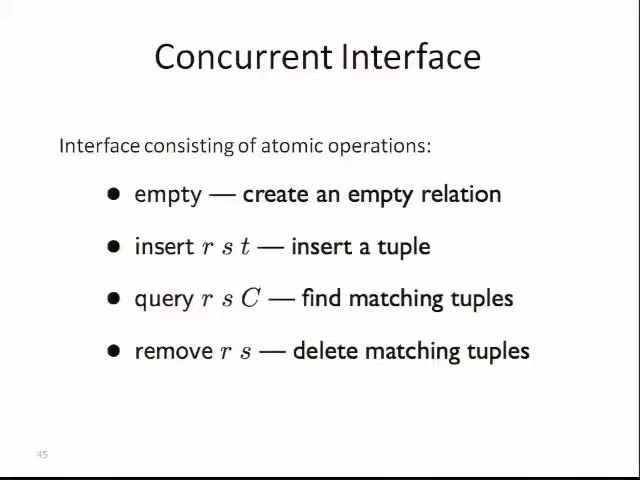 Concurrent Interface
Interface consisting of atomic operations:
● empty — create an empty relation
● insert r s t — insert a tuple
● query r s C — find matching tuples
● remove r s — delete matching tuples
45